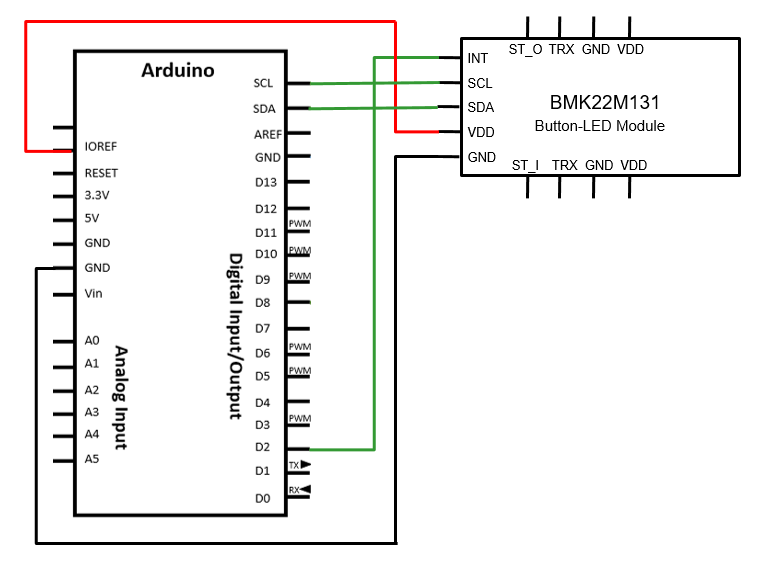 Arduino
IOREF
RESET
3.3V
5V
GND
GND
Vin
A0
A1
A2
A3
A4
A5
Analog Input
SCL
SDA
AREF
GND
D13
D12
PWM
D11
PWM
D10
PWM
D9
D8
D7
PWM
D6
PWM
D5
D4
PWM
D3
D2
TX
D1
RX
D0
Digital Input/Output
ST_O TRX GND VDD
INT
SCL
SDA
VDD
GND
BMK22M131
Button-LED Module
ST_I TRX GND VDD